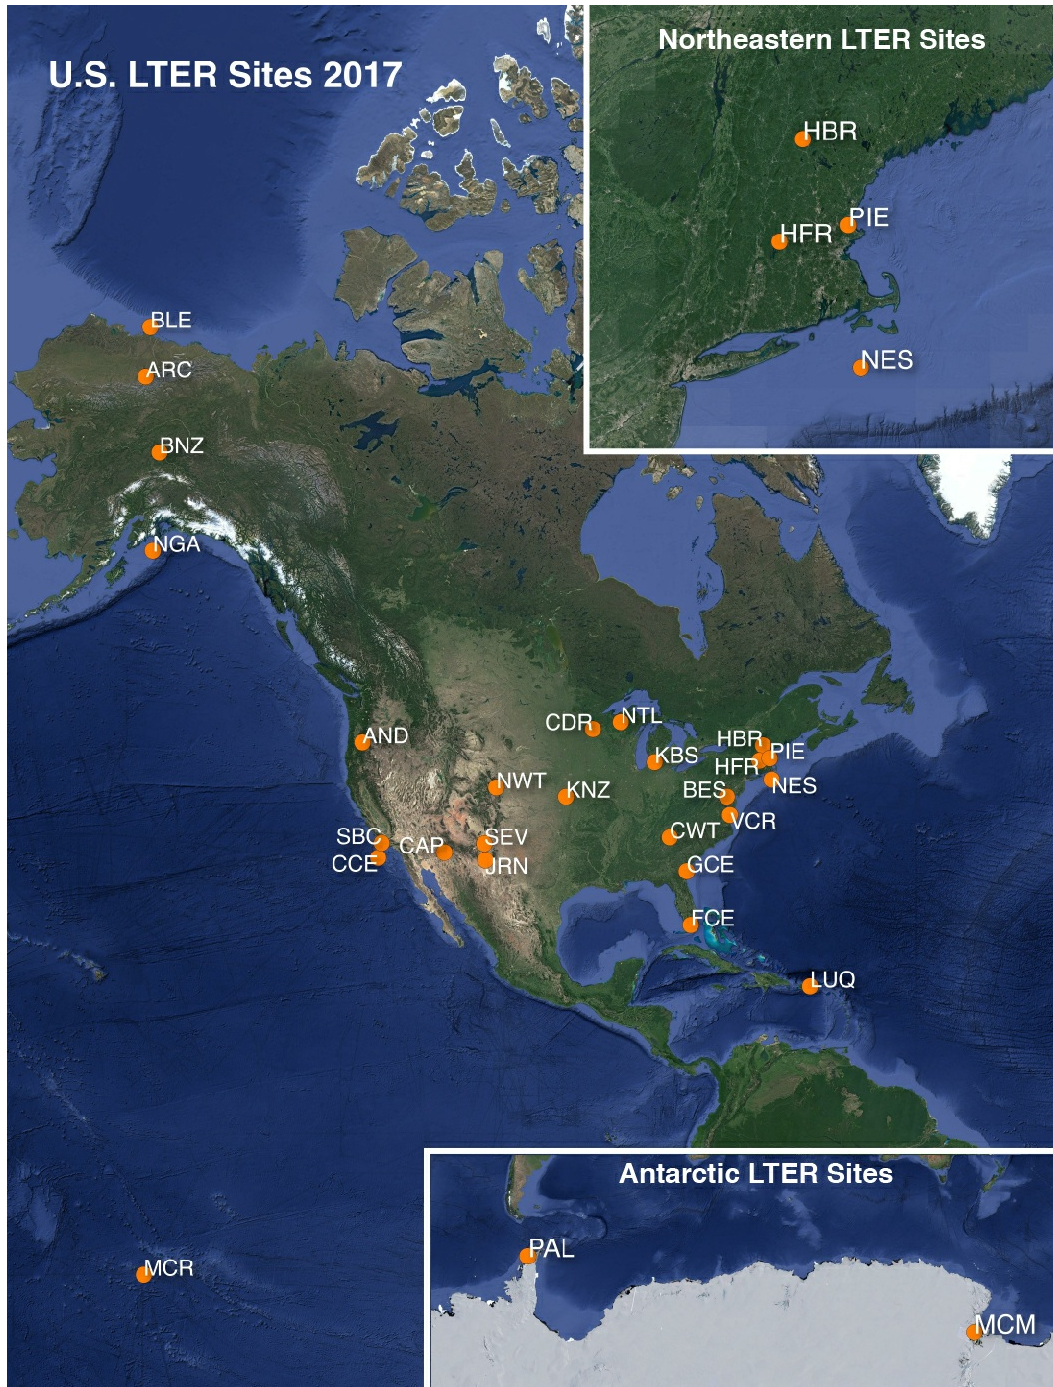 U.S. LTER Sites 2017
Northeastern LTER Sites
HBR
PIE
HFR
NES
BLE
ARC
BNZ
NGA
AND
CDR
NTL
KBS
HBR
PIE
HFR
NES
NWT
KNZ
BES
VCR
SBC
CAP
SEV
CWT
CCE
JRN
GCE
FCE
LUQ
MCR
Antarctic LTER Sites
PAL
MCM